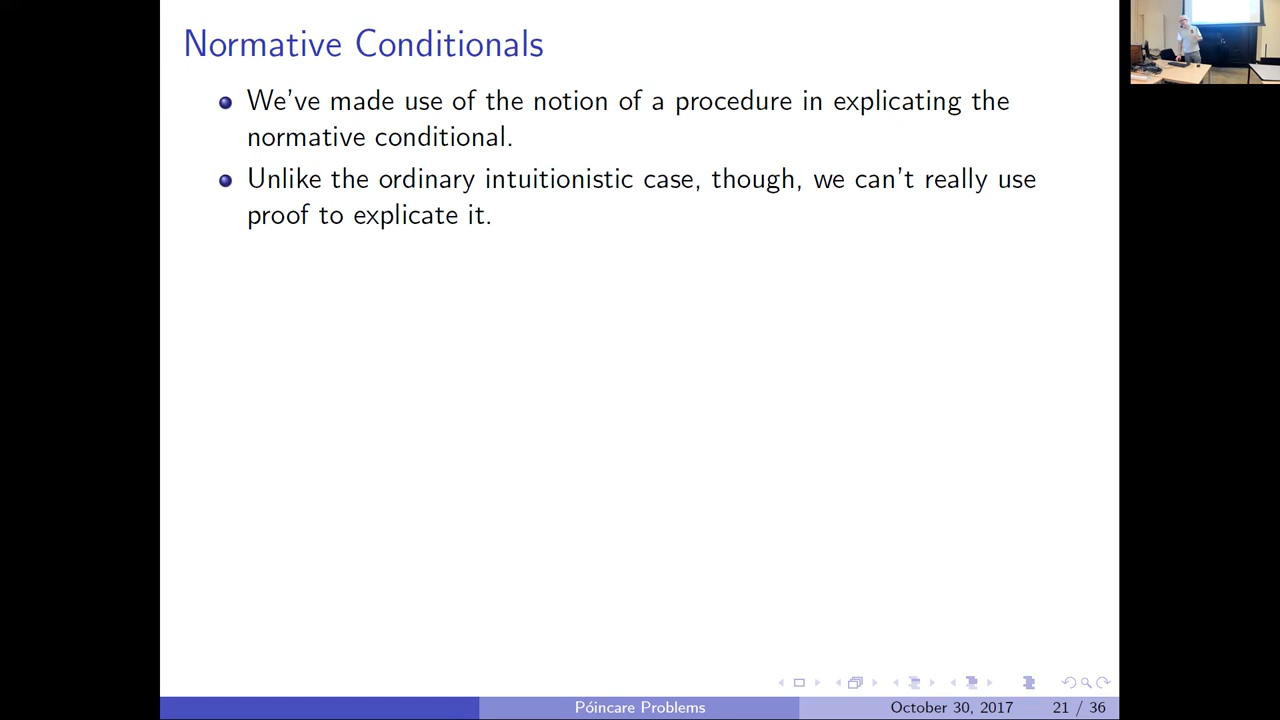 Normative Conditionals
We've made use of the notion of a procedure in explicating the
normative conditional.
Unlike the ordinary intuitionistic case, though, we can't really use
proof to explicate it.
Póincare Problems
October 30, 2017
21 / 36